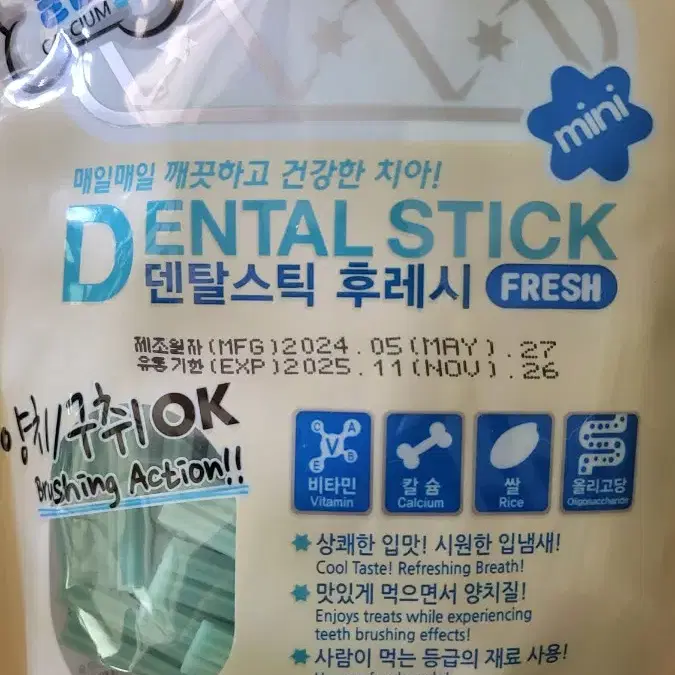 CALCIUM
mini
매일매일 깨끗하고 건강한 치아!
DENTAL STICK
덴탈스틱 후레시 FRESH
제조일자(MFG)2024.05(MAY).27
유통기한(EXP)2025.11(NOV).26
양치/구취OK
Brushing Action!!
C V A B E
비타민 칼슘 쌀 올리고당
Vitamin Calcium Rice Oligosaccharide
상쾌한 입맛! 시원한 입냄새!
Cool Taste! Refreshing Breath!
맛있게 먹으면서 양치질!
Enjoys treats while experiencing
teeth brushing effects!
사람이 먹는 등급의 재료 사용!